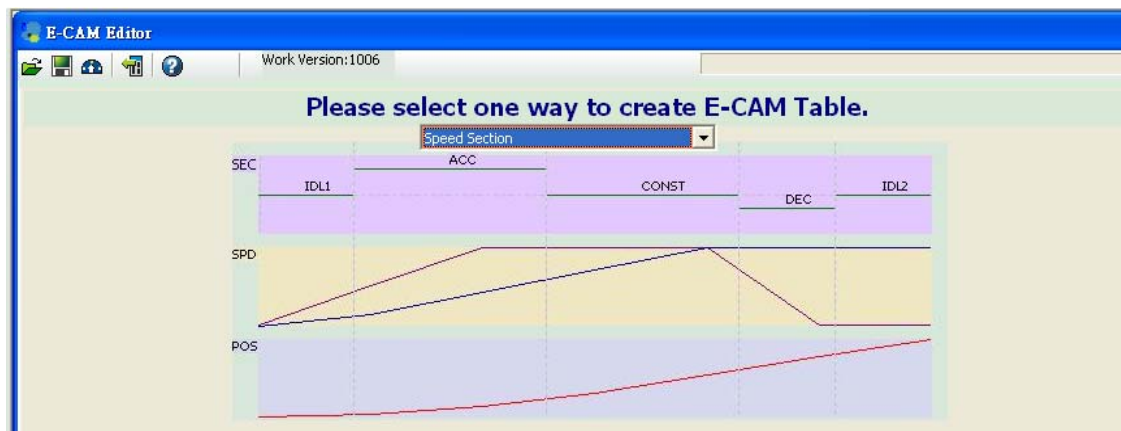 E-CAM Editor
Work Version:1006
Please select one way to create E-CAM Table.
Speed Section
SEC
IDL1
ACC
CONST
DEC
IDL2
SPD
POS